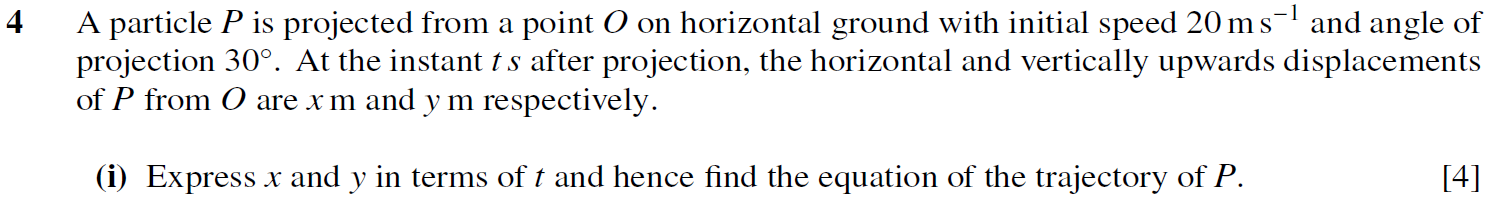 4 A particle P is projected from a point O on horizontal ground with initial speed 20 m s⁻¹ and angle of
projection 30°. At the instant t s after projection, the horizontal and vertically upwards displacements
of P from O are x m and y m respectively.
(i) Express x and y in terms of t and hence find the equation of the trajectory of P. [4]